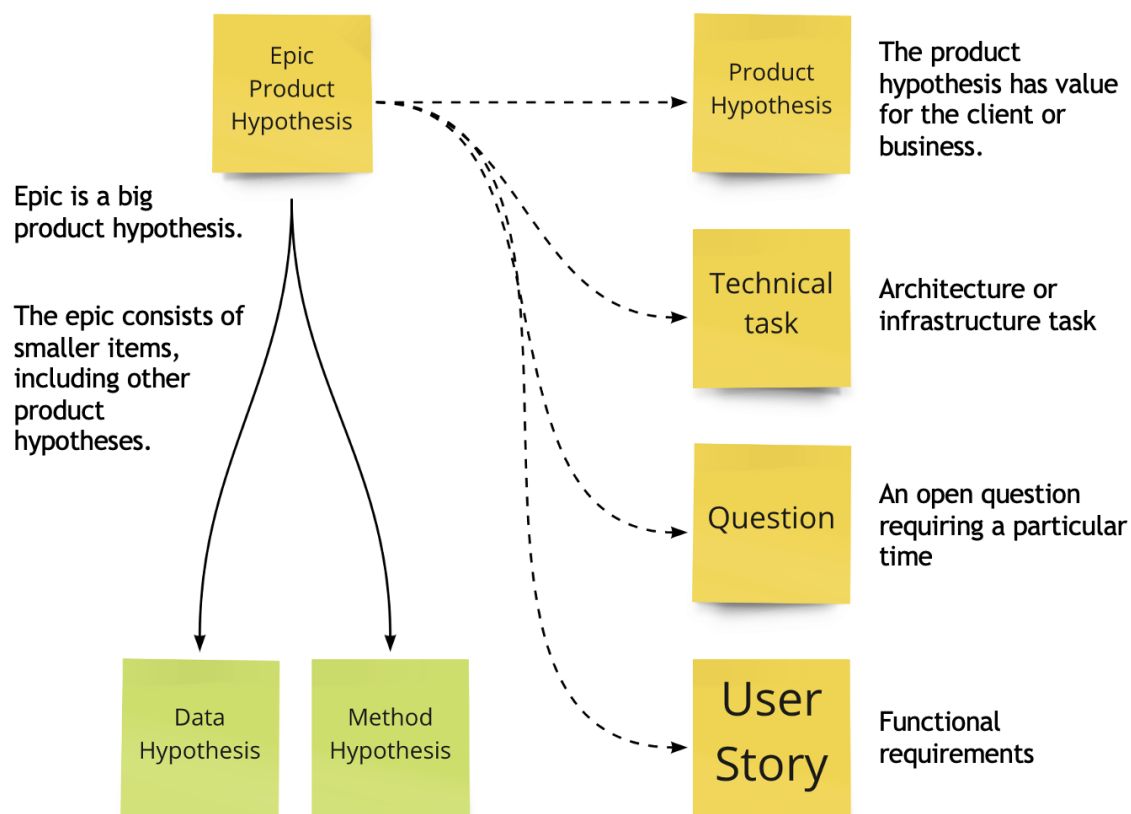 Epic
Product
Hypothesis
Product
Hypothesis
The product
hypothesis has value
for the client or
business.
Epic is a big
product hypothesis.
The epic consists of
smaller items,
including other
product
hypotheses.
Technical
task
Architecture or
infrastructure task
Question
An open question
requiring a particular
time
Data
Hypothesis
Method
Hypothesis
User
Story
Functional
requirements